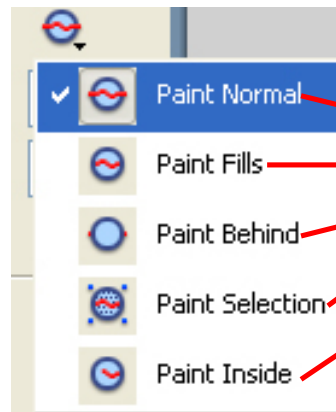 Paint Normal
Paint Fills
Paint Behind
Paint Selection
Paint Inside